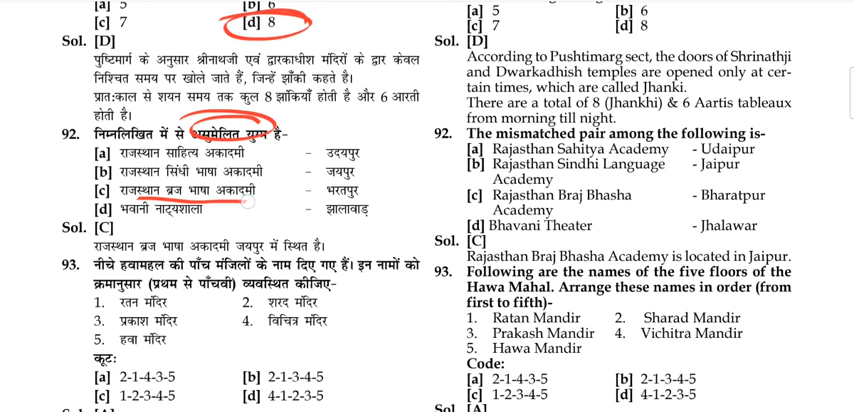 [a] 5 [b] 6
[c] 7 [d] 8
Sol. [D]
पुष्टिमार्ग के अनुसार श्रीनाथजी एवं द्वारकाधीश मंदिरों के द्वार केवल
निश्चित समय पर खोले जाते हैं, जिन्हें झाँकी कहते है।
प्रात:काल से शयन समय तक कुल 8 झांकियाँ होती है और 6 आरती
होती है।
92. निम्नलिखित में से असुमेलित युग्म है-
[a] राजस्थान साहित्य अकादमी – उदयपुर
[b] राजस्थान सिंधी भाषा अकादमी – जयपुर
[c] राजस्थान ब्रज भाषा अकादमी – भरतपुर
[d] भवानी नाट्यशाला – झालावाड़
Sol. [C]
राजस्थान ब्रज भाषा अकादमी जयपुर में स्थित है।
93. नीचे हवामहल की पाँच मंजिलों के नाम दिए गए हैं। इन नामों को
क्रमानुसार (प्रथम से पाँचवी) व्यवस्थित कीजिए-
1. रतन मंदिर 2. शरद मंदिर
3. प्रकाश मंदिर 4. विचित्र मंदिर
5. हवा मंदिर
कूट:
[a] 2-1-4-3-5 [b] 2-1-3-4-5
[c] 1-2-3-4-5 [d] 4-1-2-3-5
[a] 5 [b] 6
[c] 7 [d] 8
Sol. [D]
According to Pushtimarg sect, the doors of Shrinathji
and Dwarkadhish temples are opened only at cer-
tain times, which are called Jhanki.
There are a total of 8 (Jhankhi) & 6 Aartis tableaux
from morning till night.
92. The mismatched pair among the following is-
[a] Rajasthan Sahitya Academy - Udaipur
[b] Rajasthan Sindhi Language - Jaipur
Academy
[c] Rajasthan Braj Bhasha - Bharatpur
Academy
[d] Bhavani Theater - Jhalawar
Sol. [C]
Rajasthan Braj Bhasha Academy is located in Jaipur.
93. Following are the names of the five floors of the
Hawa Mahal. Arrange these names in order (from
first to fifth)-
1. Ratan Mandir 2. Sharad Mandir
3. Prakash Mandir 4. Vichitra Mandir
5. Hawa Mandir
Code:
[a] 2-1-4-3-5 [b] 2-1-3-4-5
[c] 1-2-3-4-5 [d] 4-1-2-3-5
Sol. [A]